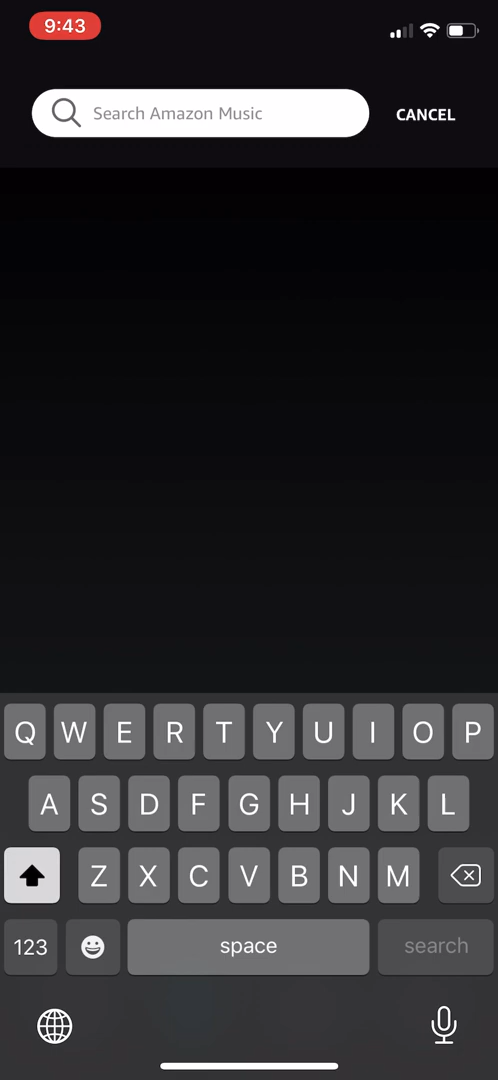 9:43
Search Amazon Music
CANCEL
Q W E R T Y U I O P
A S D F G H J K L
Z X C V B N M
123 space search